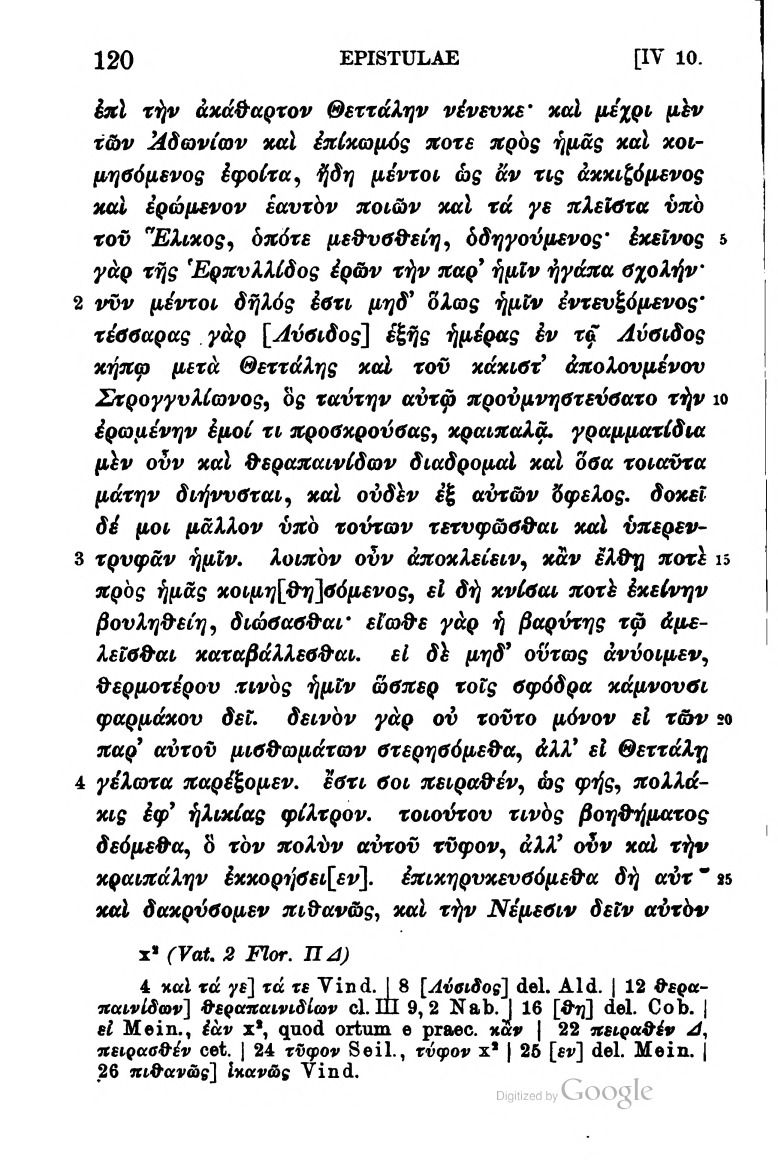 120 EPISTULAE [IV 10.
ἐπὶ τὴν ἀκάθαρτον Θεττάλην νένευκε· καὶ μέχρι μὲν
τῶν Ἀδωνίων καὶ ἐπίκωμός ποτε πρὸς ἡμᾶς καὶ κοι-
μησόμενος ἐφοίτα, ἤδη μέντοι ὡς ἄν τις ἀκκιζόμενος
καὶ ἐρώμενον ἑαυτὸν ποιῶν καὶ τά γε πλεῖστα ὑπὸ
τοῦ Ἕλικος, ὁπότε μεθυσθείη, ὁδηγούμενος· ἐκεῖνος 5
γὰρ τῆς Ἑρπυλλίδος ἐρῶν τὴν παρ’ ἡμῖν ἠγάπα σχολήν·
2 νῦν μέντοι δῆλός ἐστι μηδ’ ὅλως ἡμῖν ἐντευξόμενος·
τέσσαρας γὰρ [Λύσιδος] ἑξῆς ἡμέρας ἐν τῷ Λύσιδος
κήπῳ μετὰ Θεττάλης καὶ τοῦ κάκιστ’ ἀπολουμένου
Στρογγυλίωνος, ὃς ταύτην αὐτῷ προὐμνηστεύσατο τὴν 10
ἐρωμένην ἐμοί τι προσκρούσας, κραιπαλᾷ. γραμματίδια
μὲν οὖν καὶ θεραπαινίδων διαδρομαὶ καὶ ὅσα τοιαῦτα
μάτην διήνυσται, καὶ οὐδὲν ἐξ αὐτῶν ὄφελος. δοκεῖ
δέ μοι μᾶλλον ὑπὸ τούτων τετυφῶσθαι καὶ ὑπερεν-
3 τρυφᾶν ἡμῖν. λοιπὸν οὖν ἀποκλείειν, κἂν ἔλθῃ ποτὲ 15
πρὸς ἡμᾶς κοιμη[θη]σόμενος, εἰ δὴ κνίσαι ποτὲ ἐκείνην
βουληθείη, διώσασθαι· εἴωθε γὰρ ἡ βαρύτης τῷ ἀμε-
λεῖσθαι καταβάλλεσθαι. εἰ δὲ μηδ’ οὕτως ἀνύοιμεν,
θερμοτέρου τινὸς ἡμῖν ὥσπερ τοῖς σφόδρα κάμνουσι
φαρμάκου δεῖ. δεινὸν γὰρ οὐ τοῦτο μόνον εἰ τῶν 20
παρ’ αὐτοῦ μισθωμάτων στερησόμεθα, ἀλλ’ εἰ Θεττάλῃ
4 γέλωτα παρέξομεν. ἔστι σοι πειραθέν, ὡς φής, πολλά-
κις ἐφ’ ἡλικίας φίλτρον. τοιούτου τινὸς βοηθήματος
δεόμεθα, ὃ τὸν πολὺν αὐτοῦ τῦφον, ἀλλ’ οὖν καὶ τὴν
κραιπάλην ἐκκορήσει[εν]. ἐπικηρυκευσόμεθα δὴ 25
καὶ δακρύσομεν πιθανῶς, καὶ τὴν Νέμεσιν δεῖν αὐτὸν
x² (Vat. 2 Flor. Π Δ)
4 καὶ τά γε] τά τε Vind. | 8 [Λύσιδος] del. Ald. | 12 θερα-
παινίδων] θεραπαινιδίων cl. III 9, 2 Nab. | 16 [θη] del. Cob. |
εἰ Mein., ἐὰν x², quod ortum e praec. κἂν | 22 πειραθέν Δ,
πειρασθέν cet. | 24 τῦφον Seil., τύφον x² | 25 [εν] del. Mein. |
26 πιθανῶς] ἱκανῶς Vind.
Digitized by Google